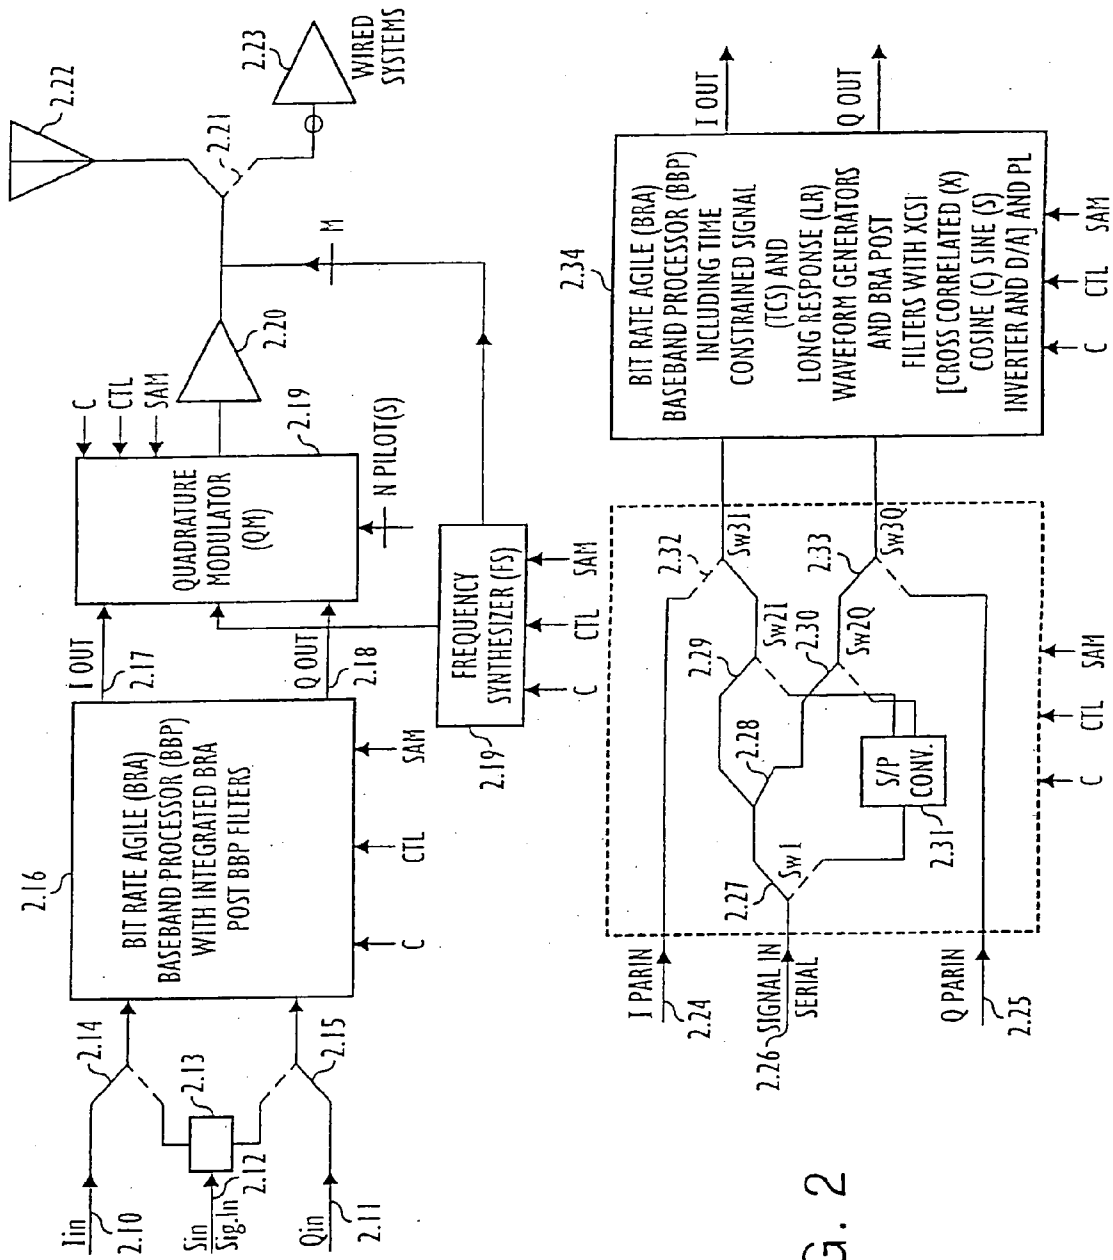 Iin
2.10
Sin
Sig.In
2.12
Qin
2.11
2.13
2.14
2.15
2.16
BIT RATE AGILE (BRA)
BASEBAND PROCESSOR (BBP)
WITH INTEGRATED BRA
POST BBP FILTERS
C
CTL
SAM
I OUT
2.17
Q OUT
2.18
QUADRATURE
MODULATOR
(QM)
C
CTL
SAM
2.19
N PILOT(S)
2.19
FREQUENCY
SYNTHESIZER (FS)
C
CTL
SAM
2.20
M
2.21
2.22
2.23
WIRED
SYSTEMS
I PARIN
2.24
2.26
SIGNAL IN
SERIAL
Q PARIN
2.25
2.27
Sw1
2.28
2.29
Sw2I
2.30
Sw2Q
S/P
CONV.
2.31
2.32
Sw3I
2.33
Sw3Q
C
CTL
SAM
2.34
BIT RATE AGILE (BRA)
BASEBAND PROCESSOR (BBP)
INCLUDING TIME
CONSTRAINED SIGNAL
(TCS) AND
LONG RESPONSE (LR)
WAVEFORM GENERATORS
AND BRA POST
FILTERS WITH XCSI
[CROSS CORRELATED (X)
COSINE (C) SINE (S)
INVERTER AND D/A] AND PL
C
CTL
SAM
I OUT
Q OUT
G. 2